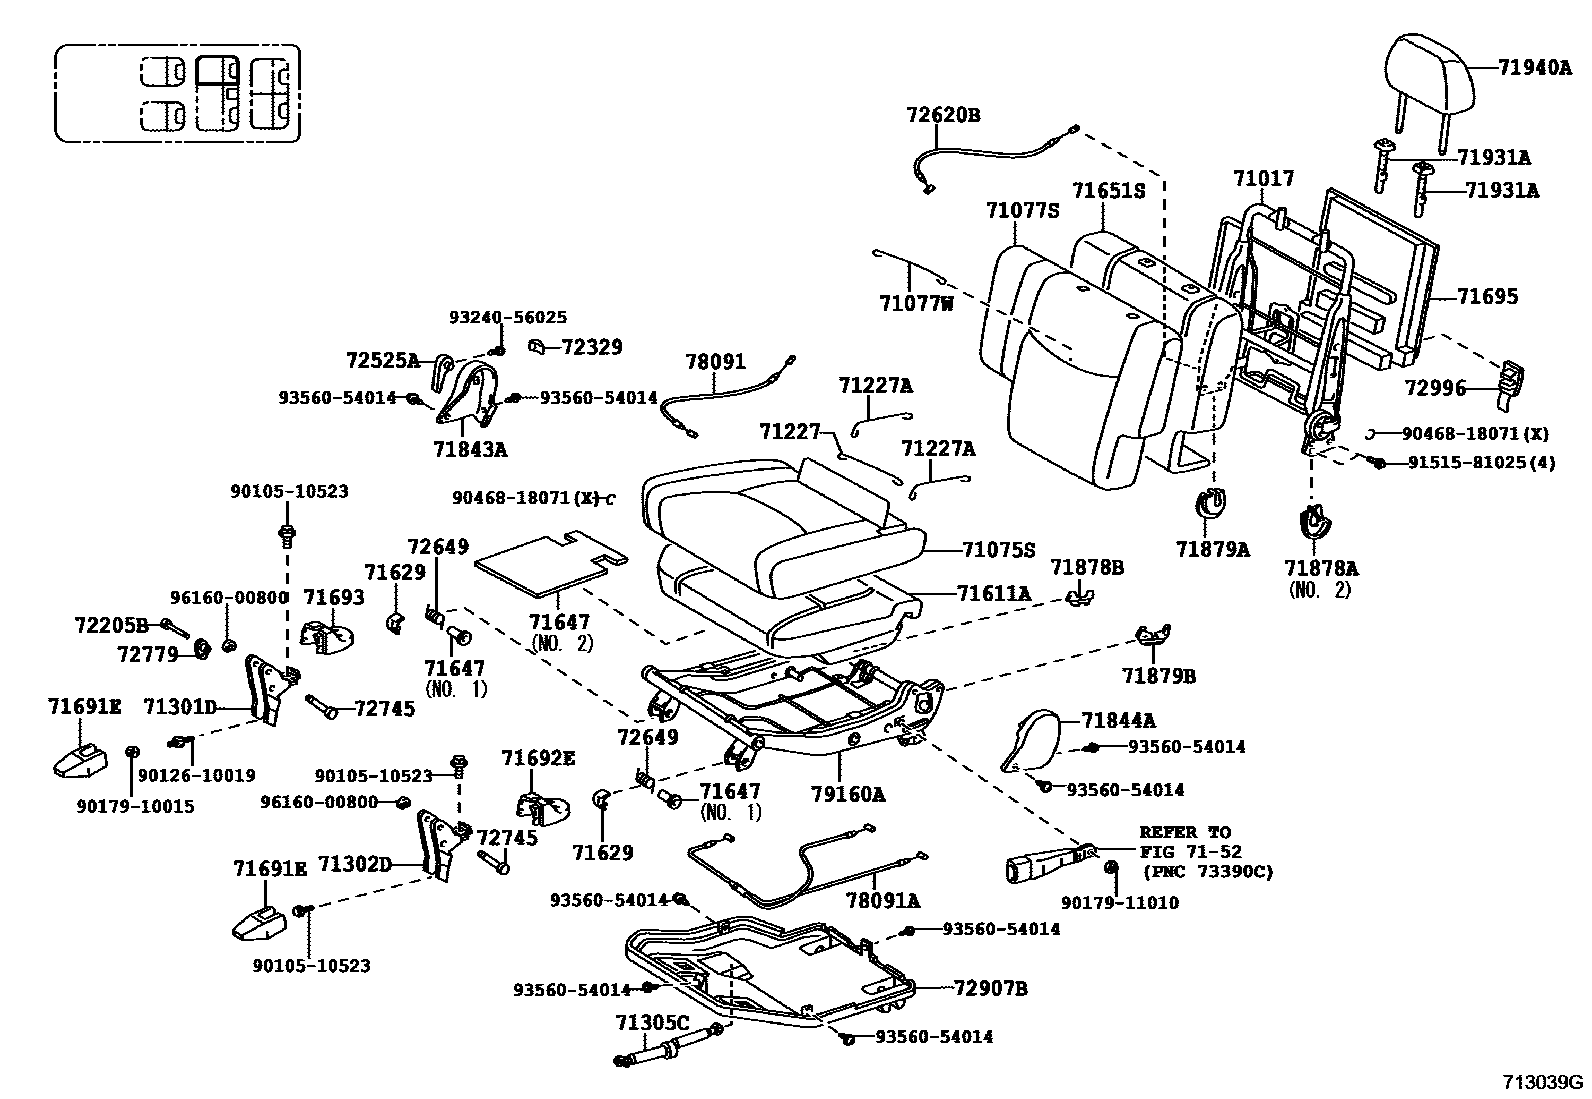 71940A
72620B
71931A
71017
71651S
71931A
71077S
71077W
71695
93240-56025
72329
72525A
78091
93560-54014
93560-54014
71227A
72996
71843A
71227
71227A
90468-18071(X)
91515-81025(4)
90105-10523
90468-18071(X)
72649
71629
71075S
71879A
71878A
(NO. 2)
71878B
96160-00800
71693
71611A
72205B
71647
(NO. 2)
72779
71647
(NO. 1)
71879B
71691E
71301D
72745
71844A
72649
93560-54014
90126-10019
90105-10523
71692E
90179-10015
96160-00800
71647
(NO. 1)
79160A
93560-54014
72745
71629
REFER TO
FIG 71-52
(PNC 73390C)
71691E
71302D
93560-54014
78091A
90179-11010
93560-54014
90105-10523
93560-54014
72907B
71305C
93560-54014
713039G